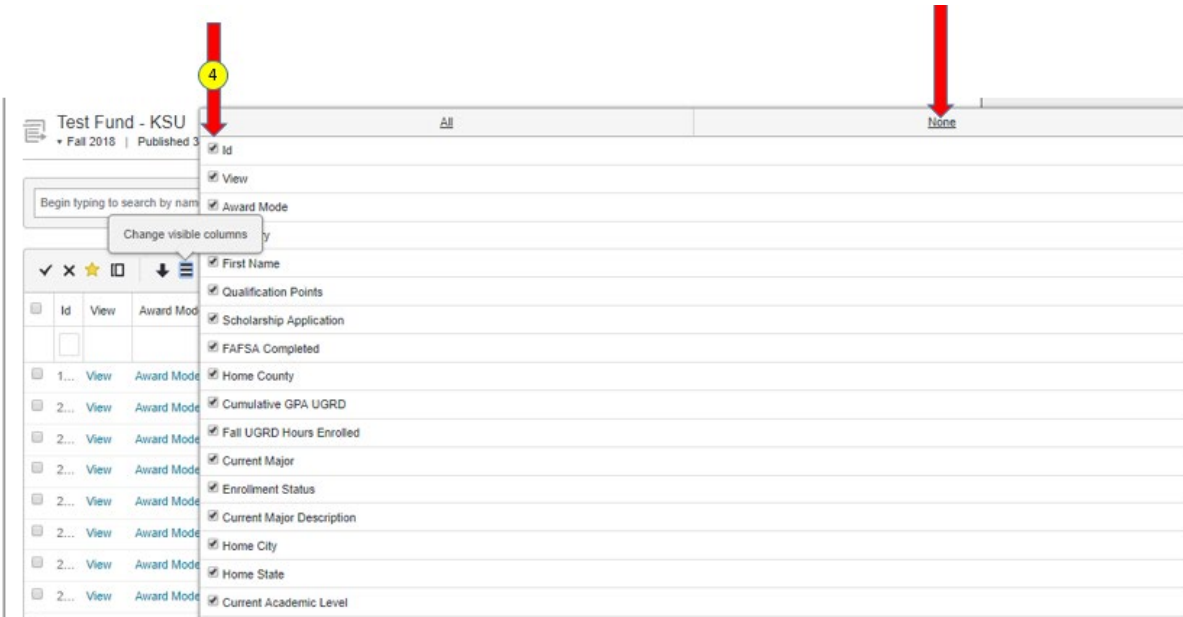 4
Test Fund - KSU
Fall 2018 | Published 3
All
None
Id
View
Award Mode
y
First Name
Qualification Points
Scholarship Application
FAFSA Completed
Home County
Cumulative GPA UGRD
Fall UGRD Hours Enrolled
Current Major
Enrollment Status
Current Major Description
Home City
Home State
Current Academic Level
Begin typing to search by nam
Change visible columns
Id View Award Mod
1... View Award Mode
2... View Award Mode
2... View Award Mode
2... View Award Mode
2... View Award Mode
2... View Award Mode
2... View Award Mode
2... View Award Mode